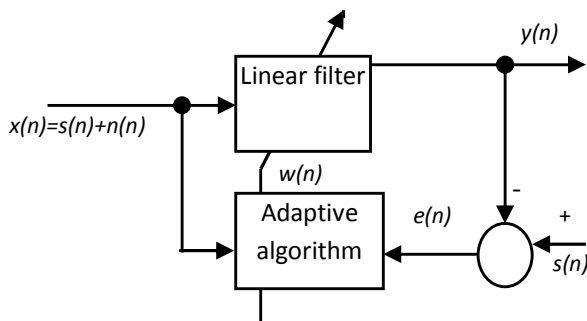 y(n)
Linear filter
x(n)=s(n)+n(n)
w(n)
-
Adaptive
algorithm
e(n)
+
s(n)